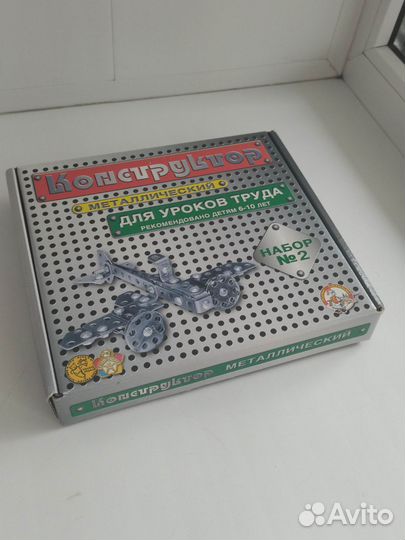 Конструктор
МЕТАЛЛИЧЕСКИЙ
ДЛЯ УРОКОВ ТРУДА
РЕКОМЕНДОВАНО ДЕТЯМ 6-10 ЛЕТ
НАБОР
№ 2
Конструктор МЕТАЛЛИЧЕСКИЙ
Avito